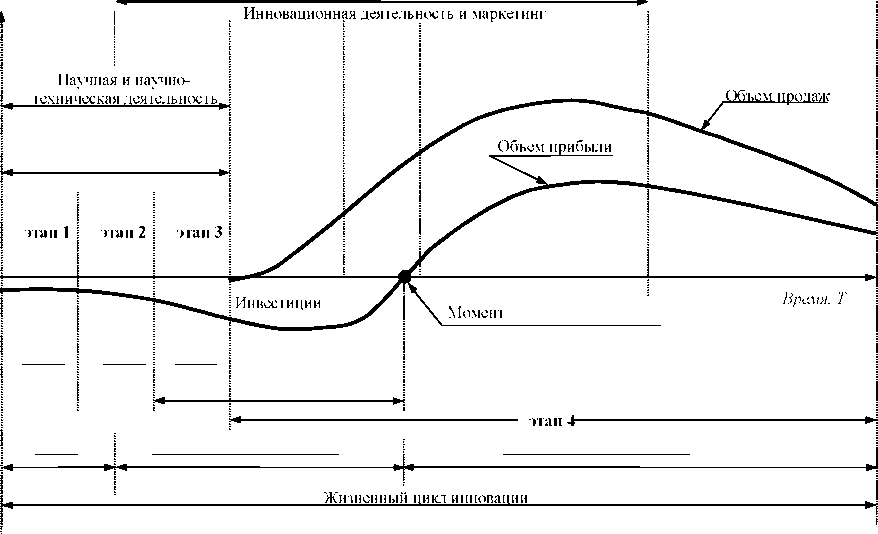 Инновационная деятельность и маркетинг
Научная и научно-
техническая деятельность
Объем продаж
Объем прибыли
этап 1 этап 2 этап 3
Инвестиции
Время, T
Момент
этап 4
Жизненный цикл инновации